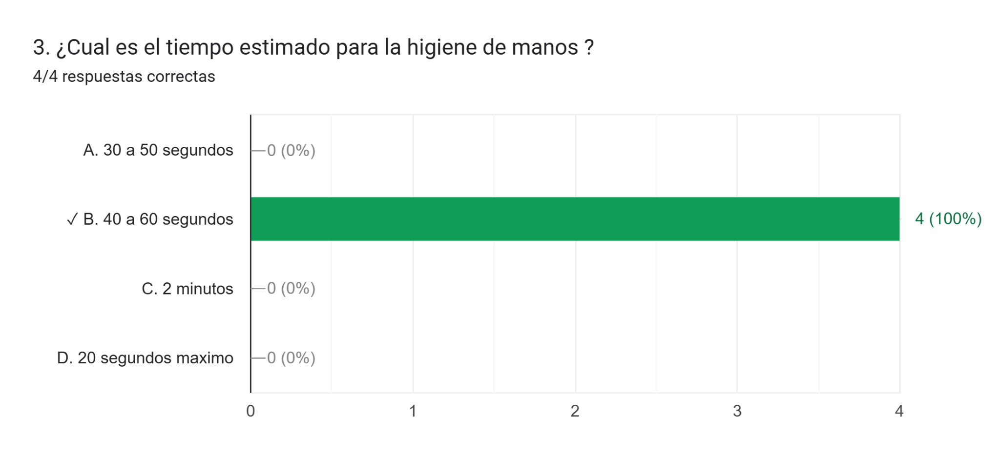 3. ¿Cual es el tiempo estimado para la higiene de manos ?
4/4 respuestas correctas
A. 30 a 50 segundos
0 (0%)
✓ B. 40 a 60 segundos
4 (100%)
C. 2 minutos
0 (0%)
D. 20 segundos maximo
0 (0%)
0 1 2 3 4